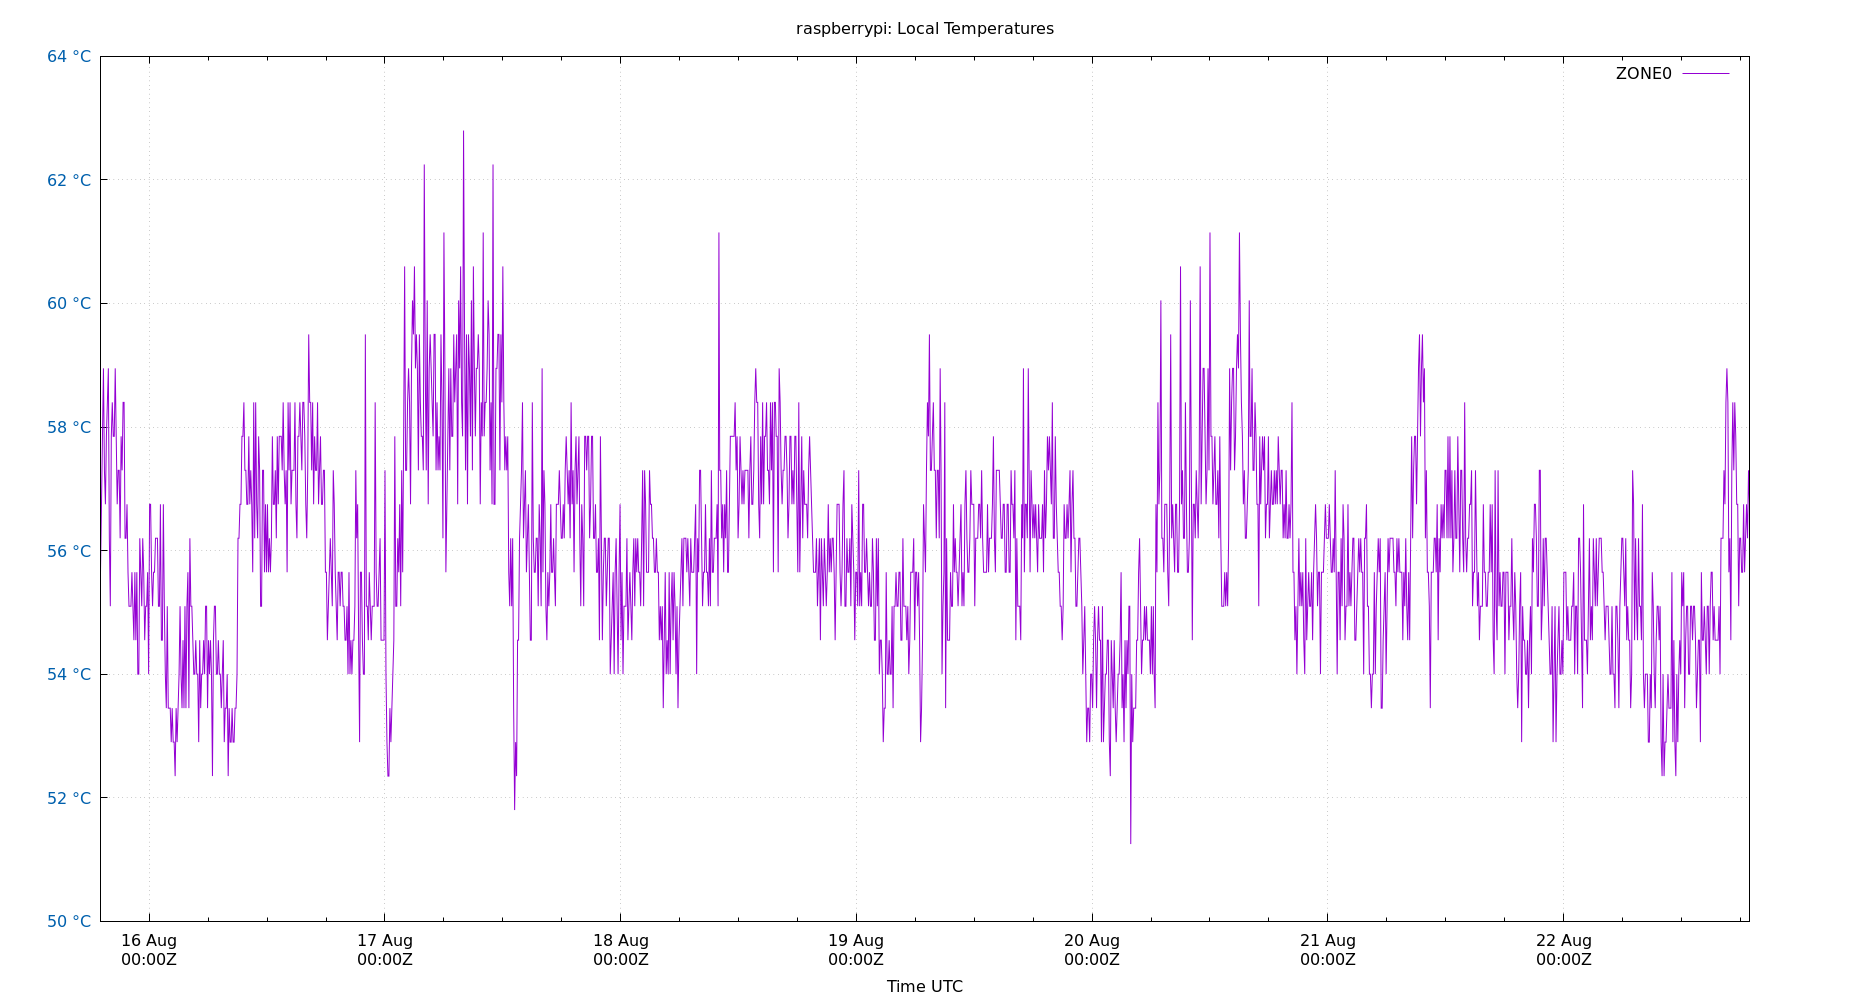 raspberrypi: Local Temperatures
64 °C
ZONE0
62 °C
60 °C
58 °C
56 °C
54 °C
52 °C
50 °C
16 Aug 17 Aug 18 Aug 19 Aug 20 Aug 21 Aug 22 Aug
00:00Z 00:00Z 00:00Z 00:00Z 00:00Z 00:00Z 00:00Z
Time UTC